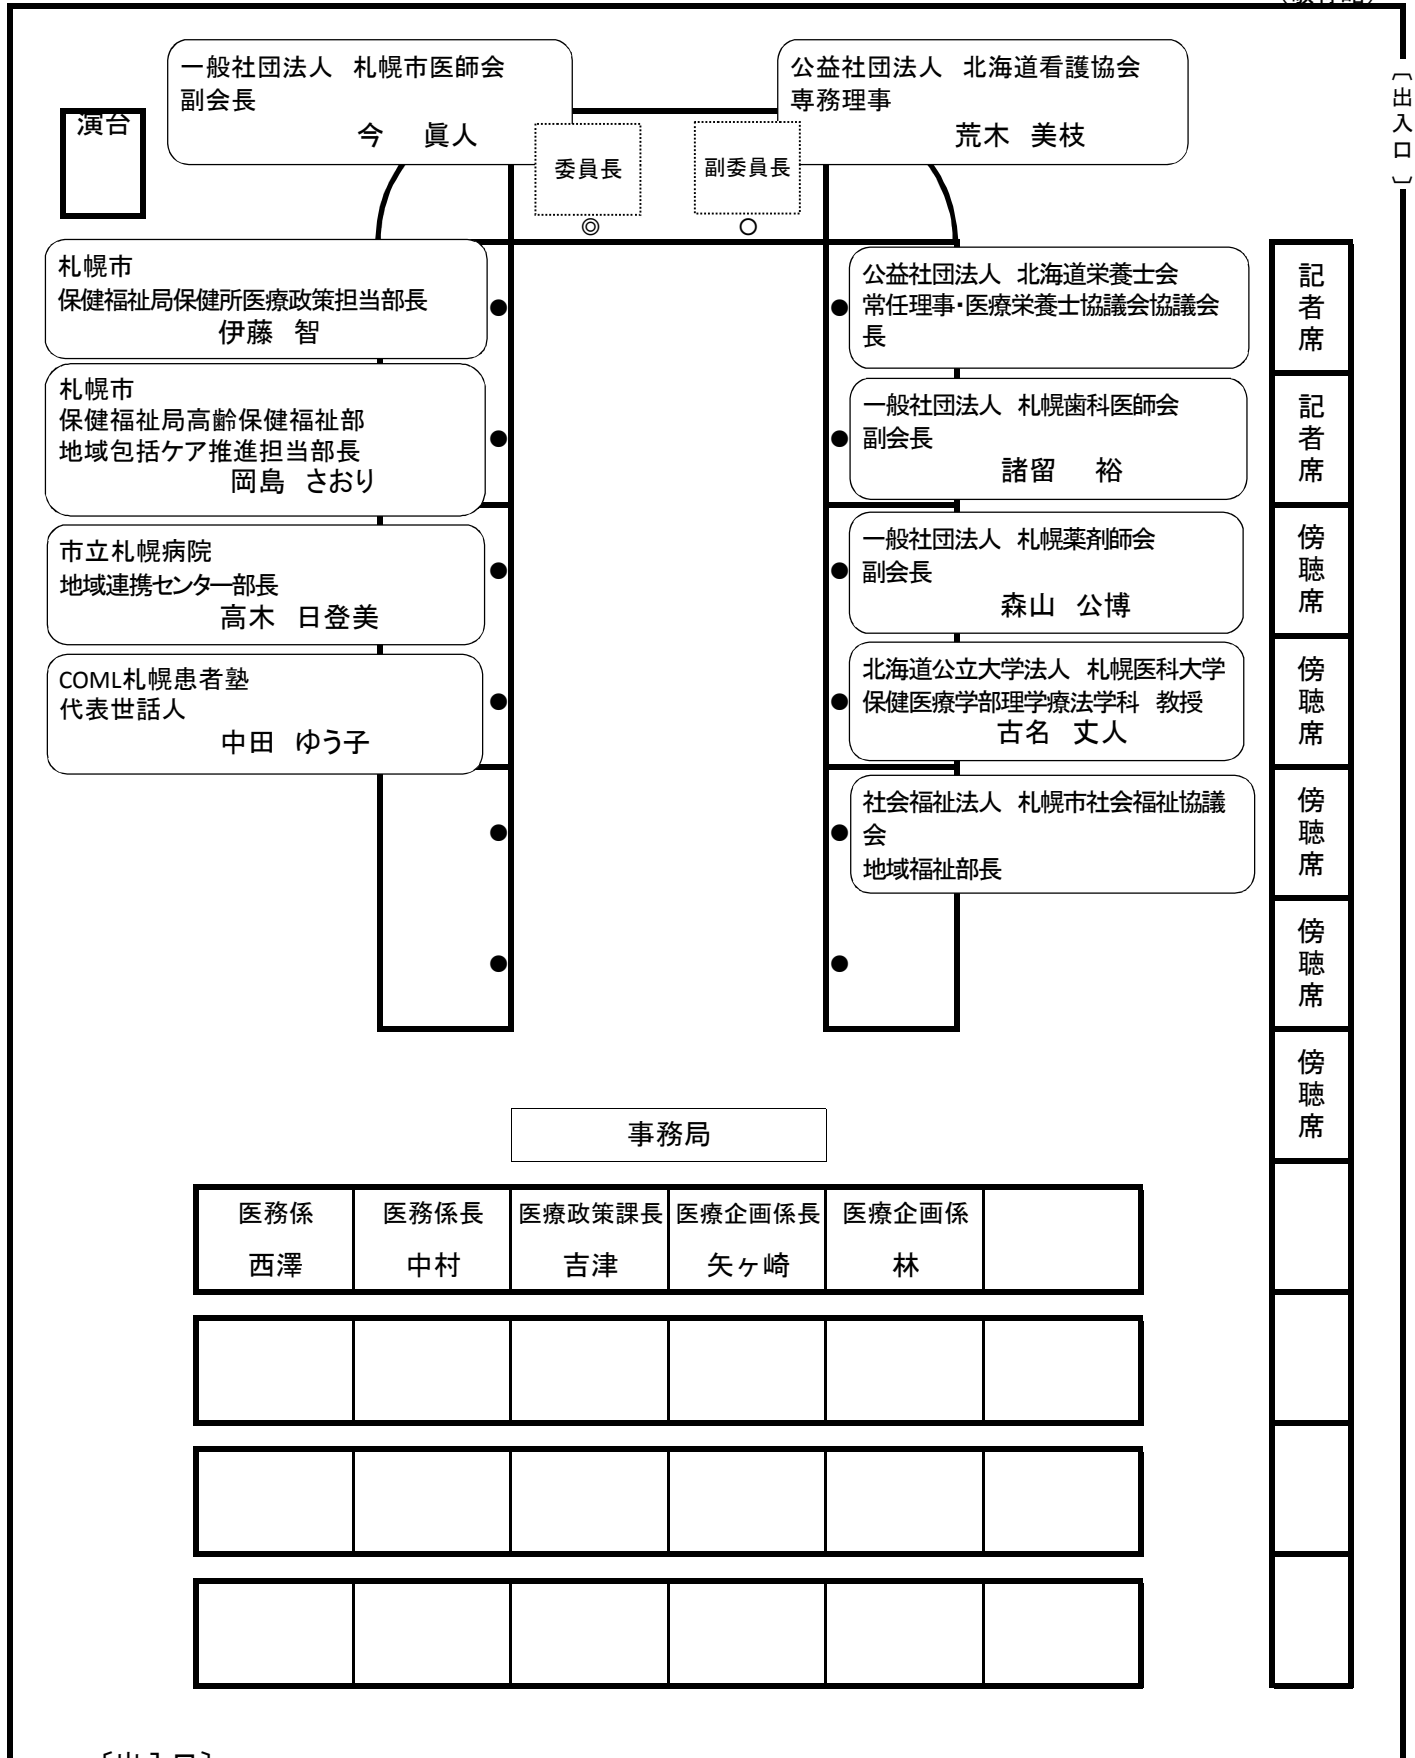 一般社団法人　札幌市医師会
副会長
今　眞人
公益社団法人　北海道看護協会
専務理事
荒木　美枝
〔出入口〕
演台
委員長
副委員長
◎
○
札幌市
保健福祉局保健所医療政策担当部長
伊藤　智
札幌市
保健福祉局高齢保健福祉部
地域包括ケア推進担当部長
岡島　さおり
市立札幌病院
地域連携センター部長
高木　日登美
COML札幌患者塾
代表世話人
中田　ゆう子
公益社団法人　北海道栄養士会
常任理事・医療栄養士協議会協議会
長
一般社団法人　札幌歯科医師会
副会長
諸留　裕
一般社団法人　札幌薬剤師会
副会長
森山　公博
北海道公立大学法人　札幌医科大学
保健医療学部理学療法学科　教授
古名　丈人
社会福祉法人　札幌市社会福祉協議
会
地域福祉部長
記者席
記者席
傍聴席
傍聴席
傍聴席
傍聴席
傍聴席
事務局
医務係
西澤
医務係長
中村
医療政策課長
吉津
医療企画係長
矢ヶ崎
医療企画係
林